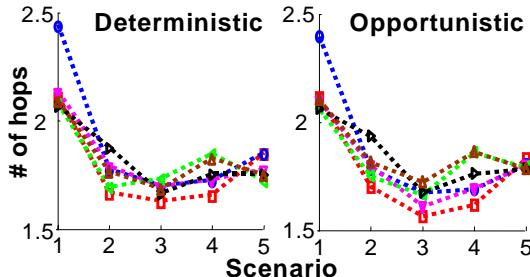 Deterministic
Opportunistic
# of hops
2.5
2
1.5
1 2 3 4 5
2.5
2
1.5
1 2 3 4 5
Scenario